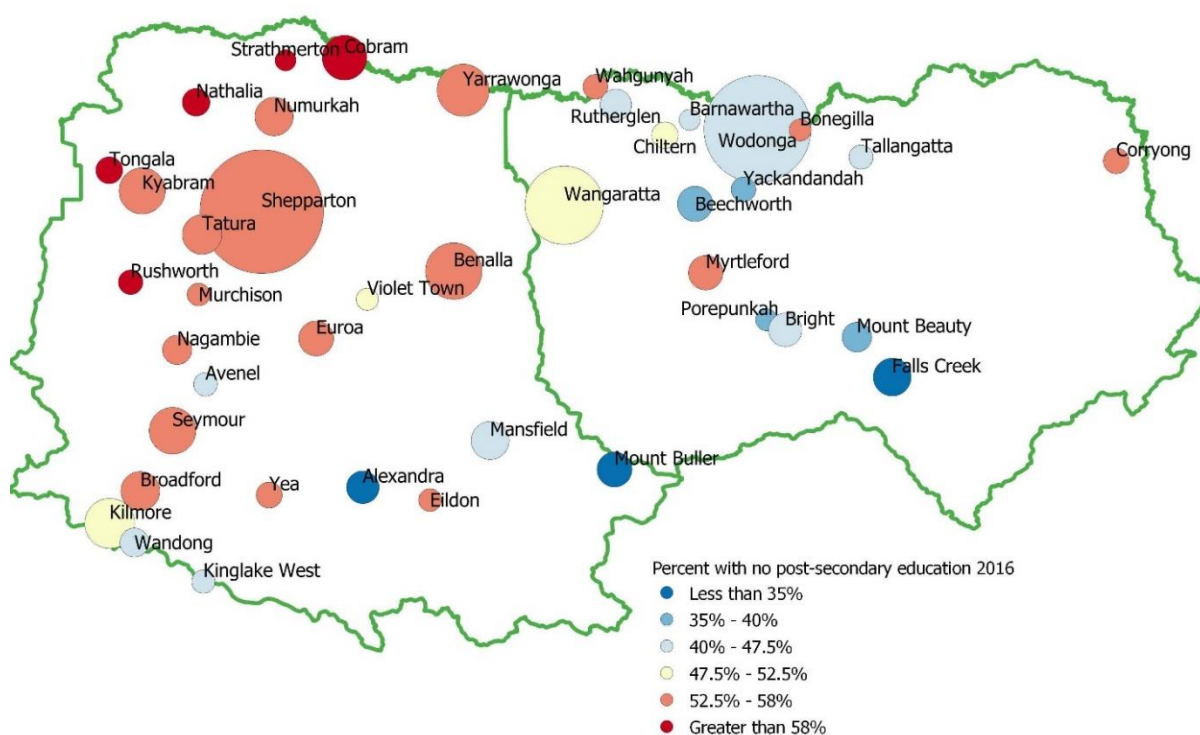 Strathmerton
Cobram
Nathalia
Numurkah
Yarrawonga
Wahgunyah
Rutherglen
Barnawartha
Chiltern
Wodonga
Bonegilla
Tallangatta
Corryong
Tongala
Kyabram
Shepparton
Tatura
Wangaratta
Yackandandah
Beechworth
Rushworth
Murchison
Violet Town
Benalla
Myrtleford
Nagambie
Euroa
Porepunkah
Bright
Mount Beauty
Avenel
Falls Creek
Seymour
Mansfield
Mount Buller
Broadford
Yea
Alexandra
Eildon
Kilmore
Wandong
Kinglake West
Percent with no post-secondary education 2016
Less than 35%
35% - 40%
40% - 47.5%
47.5% - 52.5%
52.5% - 58%
Greater than 58%